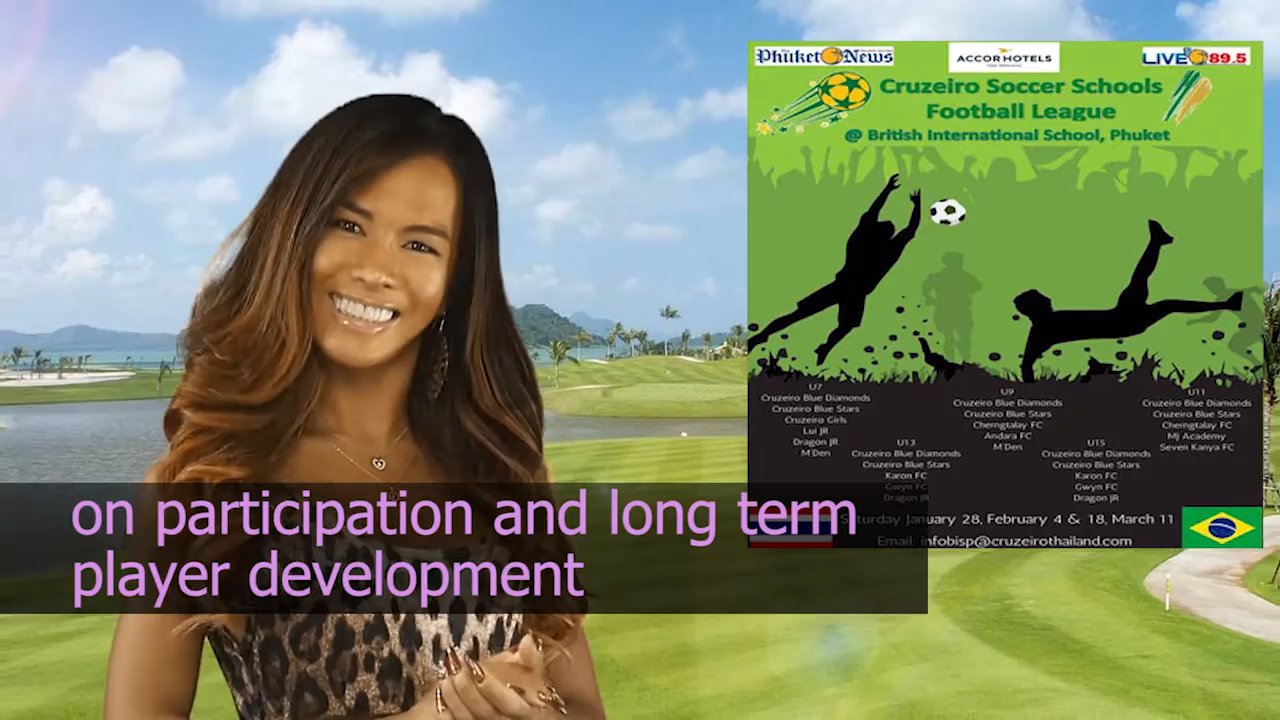 The Phuket News
ACCOR HOTELS
LIVE 89.5
Cruzeiro Soccer Schools
Football League
@ British International School, Phuket
U7
Cruzeiro Blue Diamonds
Cruzeiro Blue Stars
Cruzeiro Girls
Lui JR
Dragon JR
M'Den
U9
Cruzeiro Blue Diamonds
Cruzeiro Blue Stars
Cherngtalay FC
Andara FC
M'Den
U11
Cruzeiro Blue Diamonds
Cruzeiro Blue Stars
Cherngtalay FC
MJ Academy
Seven Kanya FC
U13
Cruzeiro Blue Diamonds
Cruzeiro Blue Stars
Karon FC
Gwyn FC
Dragon JR
U15
Cruzeiro Blue Diamonds
Cruzeiro Blue Stars
Karon FC
Gwyn FC
Dragon JR
Saturday January 28, February 4 & 18, March 11
Email: infobisp@cruzeirothailand.com
on participation and long term
player development